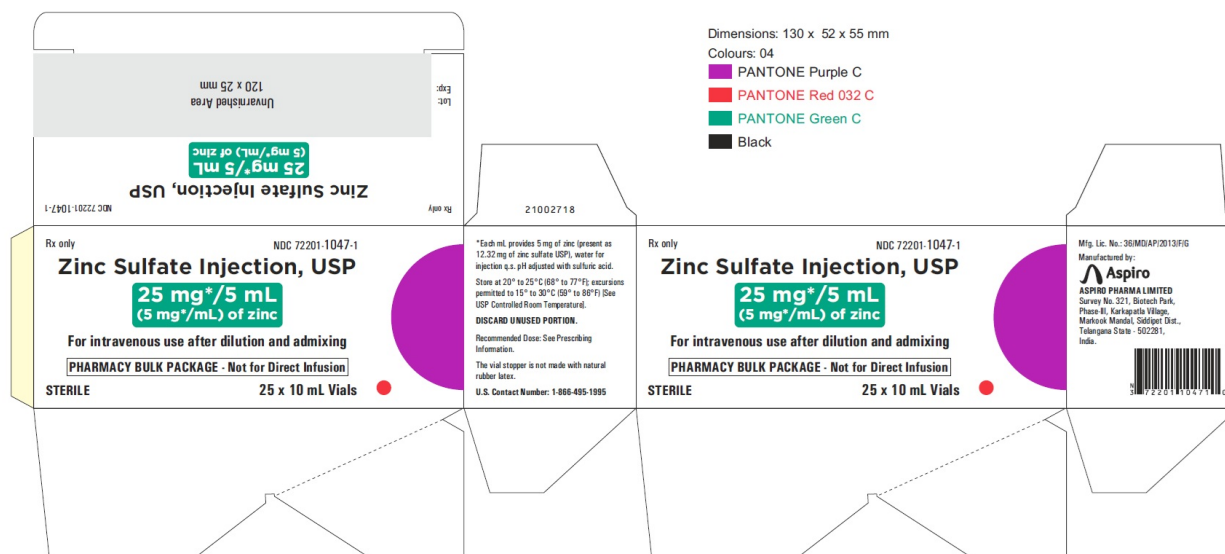 Dimensions: 130 x 52 x 55 mm
Colours: 04
PANTONE Purple C
PANTONE Red 032 C
PANTONE Green C
Black
Unvarnished Area
120 x 25 mm
Lot:
Exp:
Rx only
NDC 72201-1047-1
Zinc Sulfate Injection, USP
25 mg*/5 mL
(5 mg*/mL) of zinc
21002718
Rx only
NDC 72201-1047-1
Zinc Sulfate Injection, USP
25 mg*/5 mL
(5 mg*/mL) of zinc
For intravenous use after dilution and admixing
PHARMACY BULK PACKAGE - Not for Direct Infusion
STERILE
25 x 10 mL Vials
*Each mL provides 5 mg of zinc (present as
12.32 mg of zinc sulfate USP), water for
injection q.s. pH adjusted with sulfuric acid.
Store at 20° to 25°C (68° to 77°F); excursions
permitted to 15° to 30°C (59° to 86°F) [See
USP Controlled Room Temperature].
DISCARD UNUSED PORTION.
Recommended Dose: See Prescribing
Information.
The vial stopper is not made with natural
rubber latex.
U.S. Contact Number: 1-866-495-1995
Rx only
NDC 72201-1047-1
Zinc Sulfate Injection, USP
25 mg*/5 mL
(5 mg*/mL) of zinc
For intravenous use after dilution and admixing
PHARMACY BULK PACKAGE - Not for Direct Infusion
STERILE
25 x 10 mL Vials
Mfg. Lic. No.: 36/MD/AP/2013/F/G
Manufactured by:
Aspiro
ASPIRO PHARMA LIMITED
Survey No. 321, Biotech Park,
Phase-III, Karkapatla Village,
Markook Mandal, Siddipet Dist.,
Telangana State - 502281,
India.
N
3 72201 10471 0